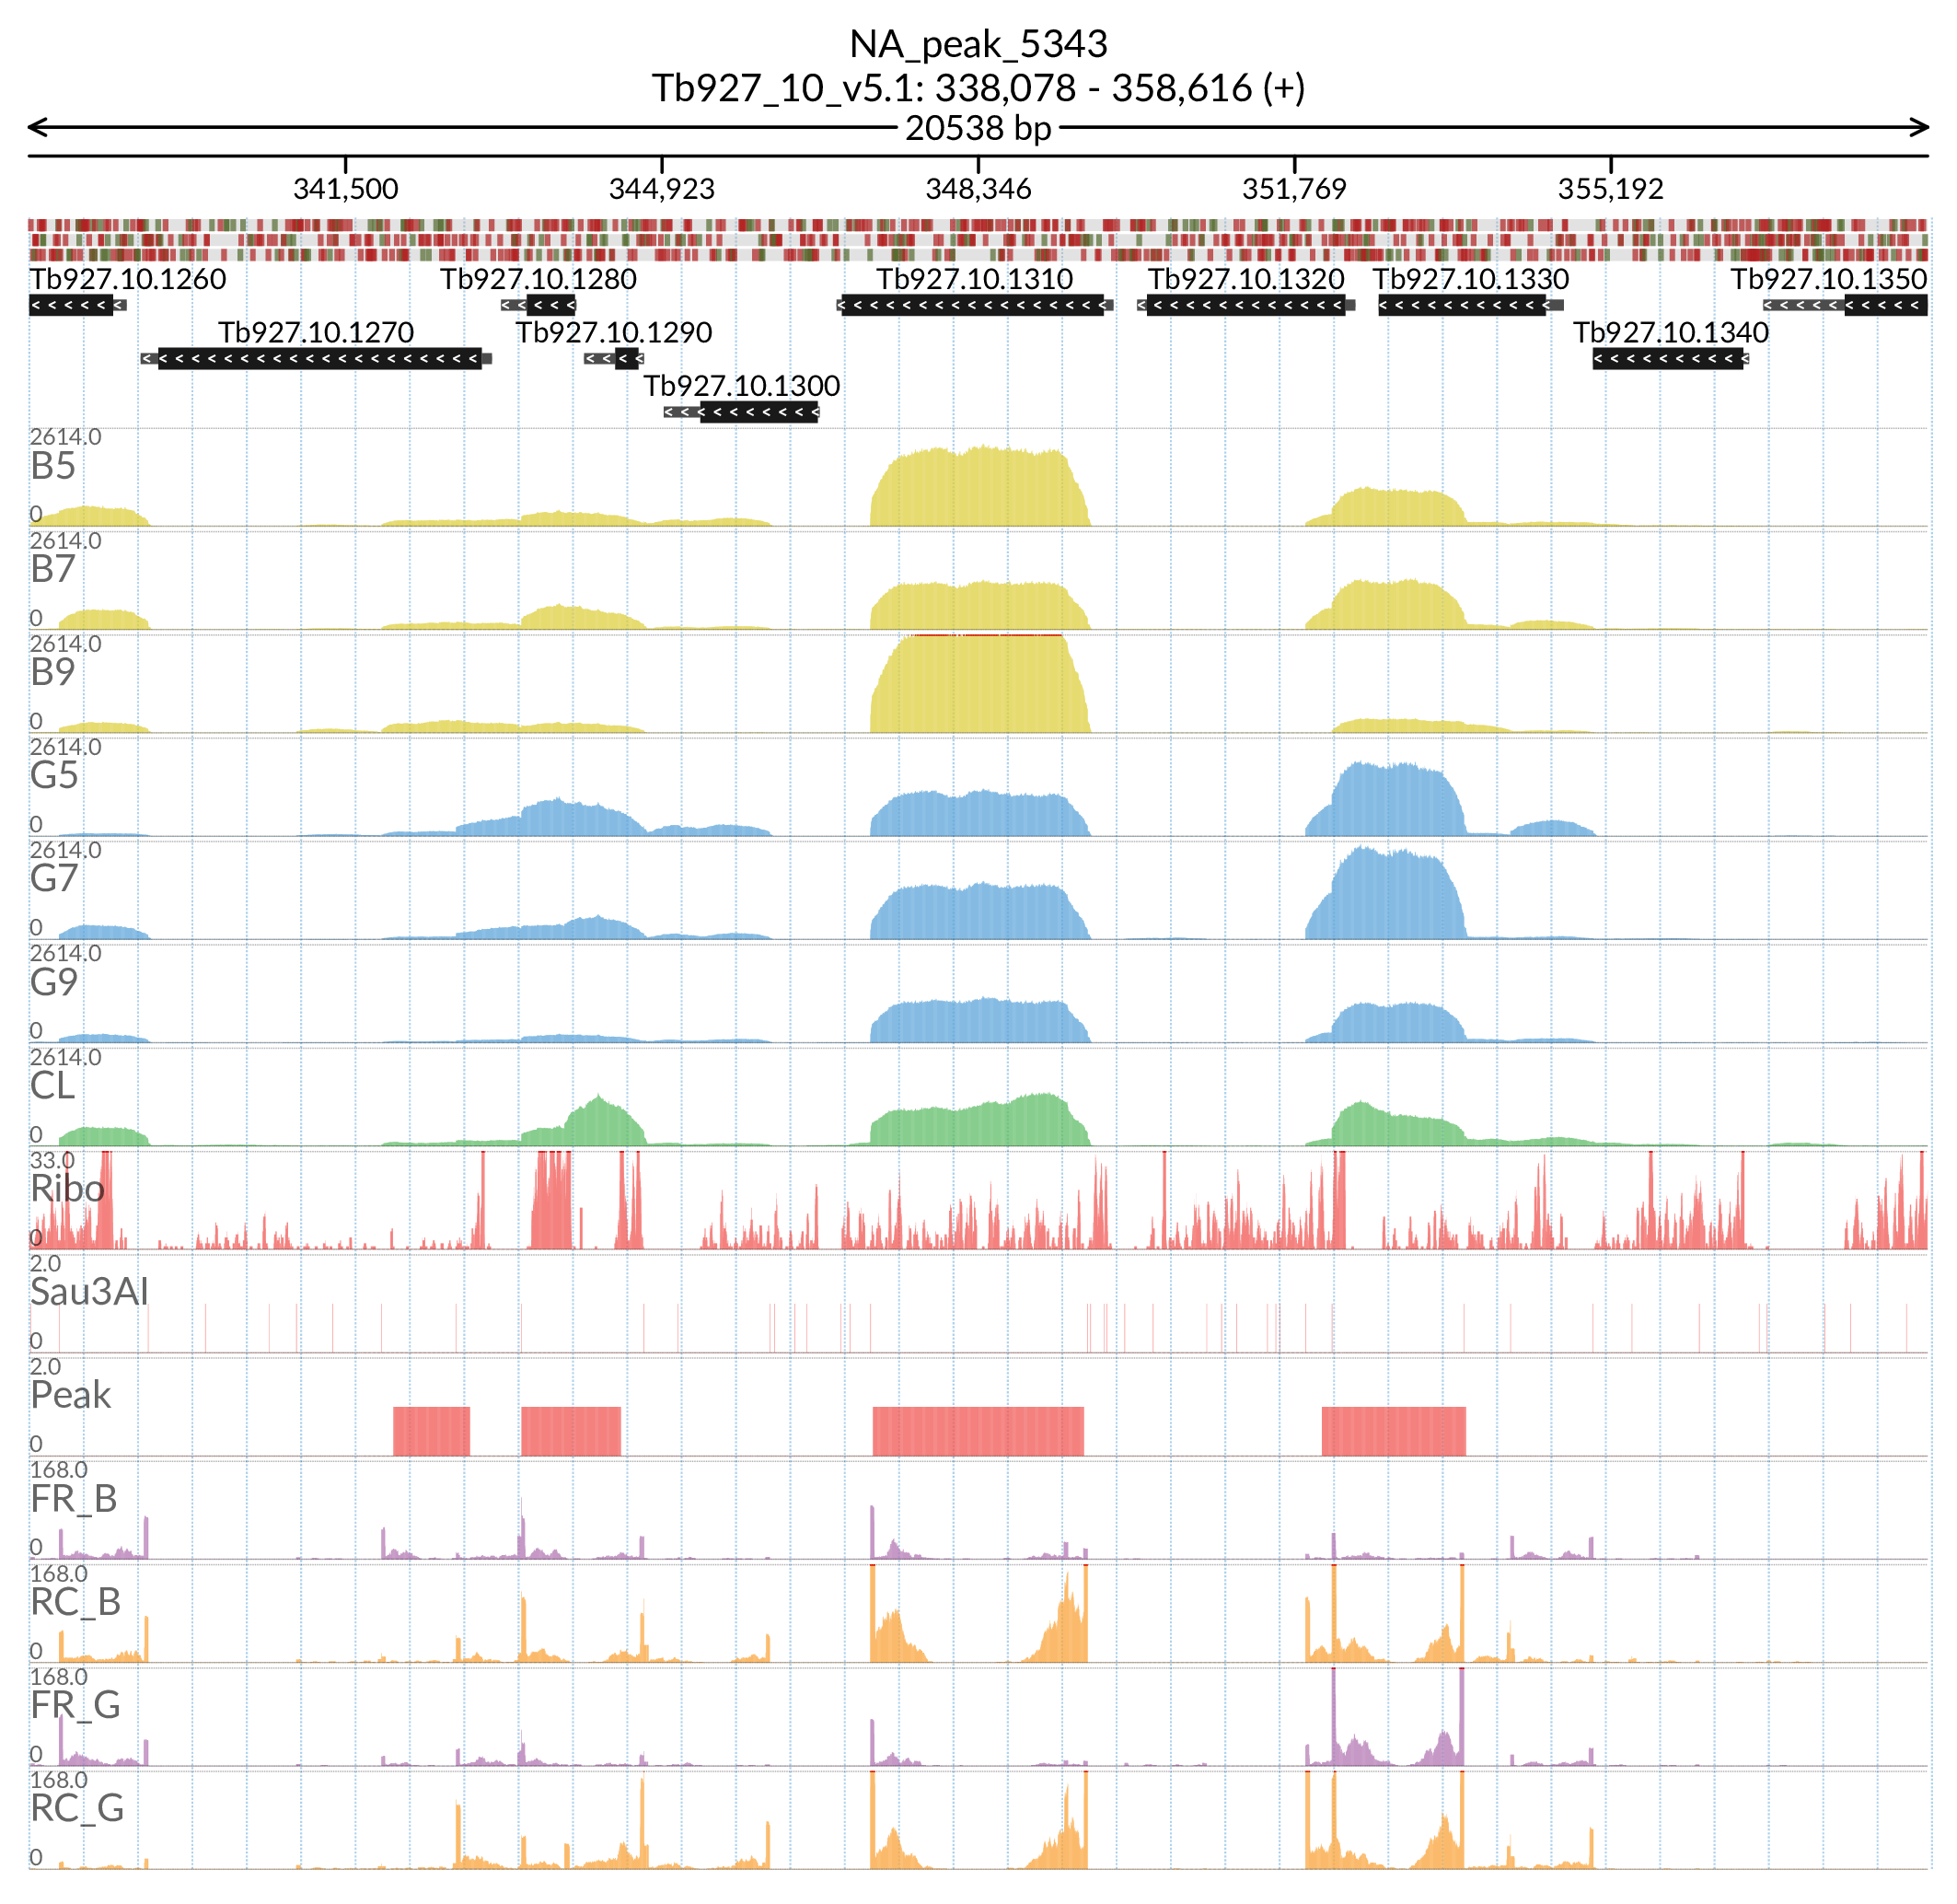 NA_peak_5343
Tb927_10_v5.1: 338,078 - 358,616 (+)
20538 bp
341,500 344,923 348,346 351,769 355,192
Tb927.10.1260 Tb927.10.1280 Tb927.10.1310 Tb927.10.1320 Tb927.10.1330 Tb927.10.1350
Tb927.10.1270 Tb927.10.1290 Tb927.10.1340
Tb927.10.1300
2614.0
B5
0
2614.0
B7
0
2614.0
B9
0
2614.0
G5
0
2614.0
G7
0
2614.0
G9
0
2614.0
CL
0
33.0
Ribo
0
2.0
Sau3AI
0
2.0
Peak
0
168.0
FR_B
0
168.0
RC_B
0
168.0
FR_G
0
168.0
RC_G
0